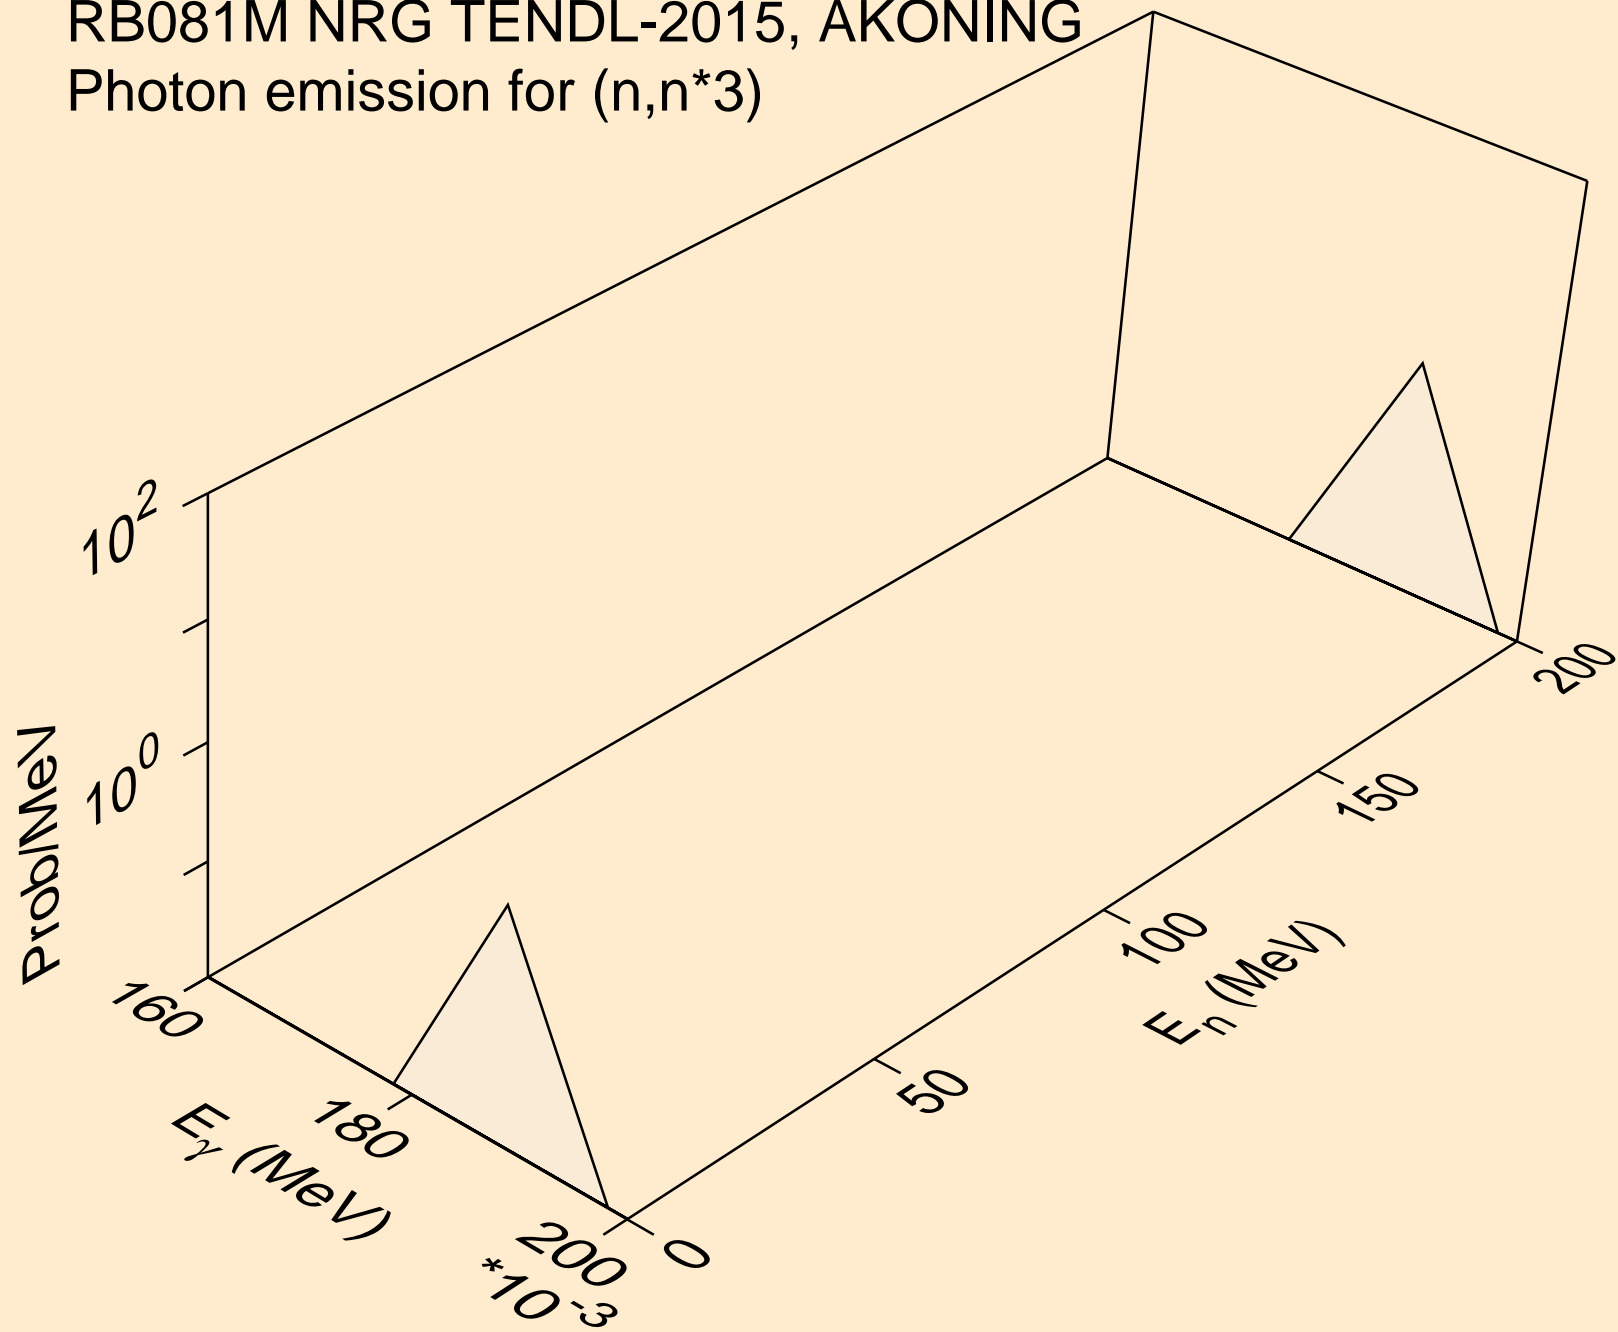 RB081M NRG TENDL-2015, AKONING
Photon emission for (n,n*3)
10^2
10^0
Prob/MeV
160
180
200
*10^-3
Eγ (MeV)
0
50
100
150
200
En (MeV)